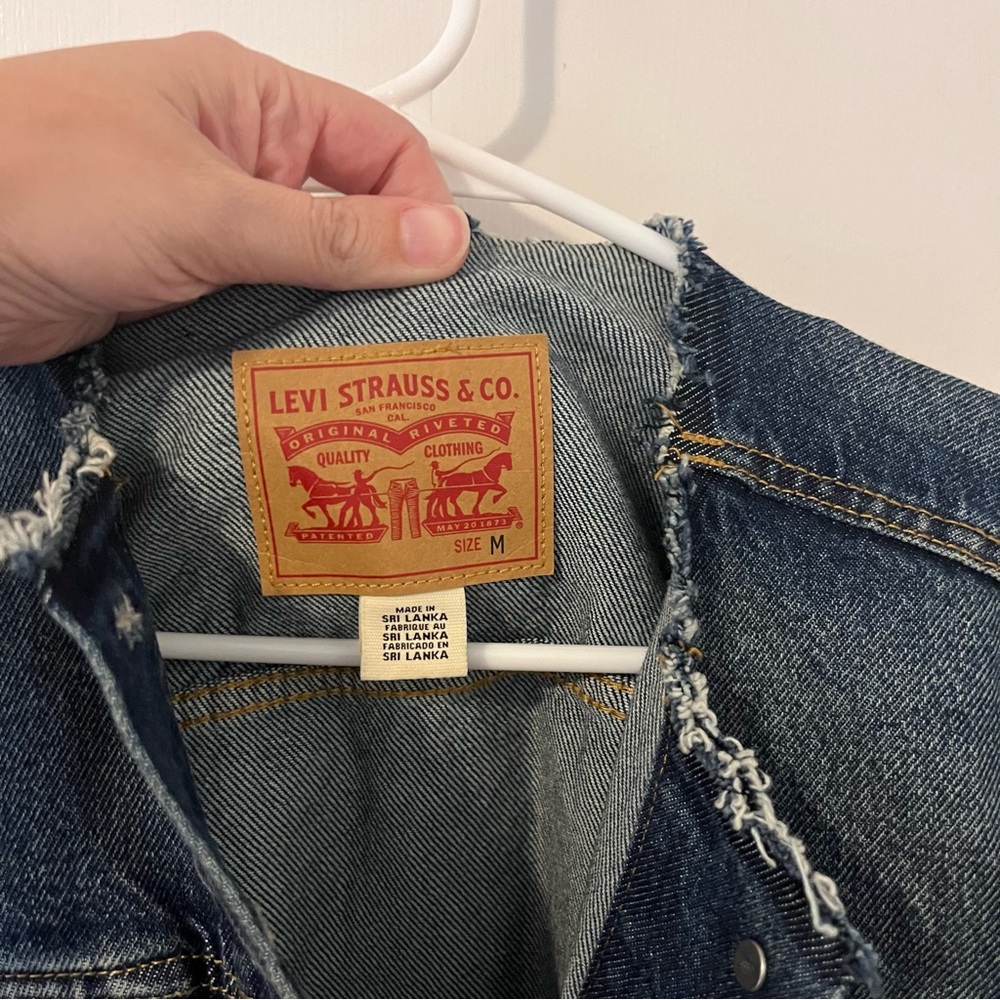 LEVI STRAUSS & CO.
SAN FRANCISCO
CAL.
ORIGINAL RIVETED
QUALITY CLOTHING
PATENTED MAY 20 1873 ®
SIZE M
MADE IN
SRI LANKA
FABRIQUE AU
SRI LANKA
FABRICADO EN
SRI LANKA